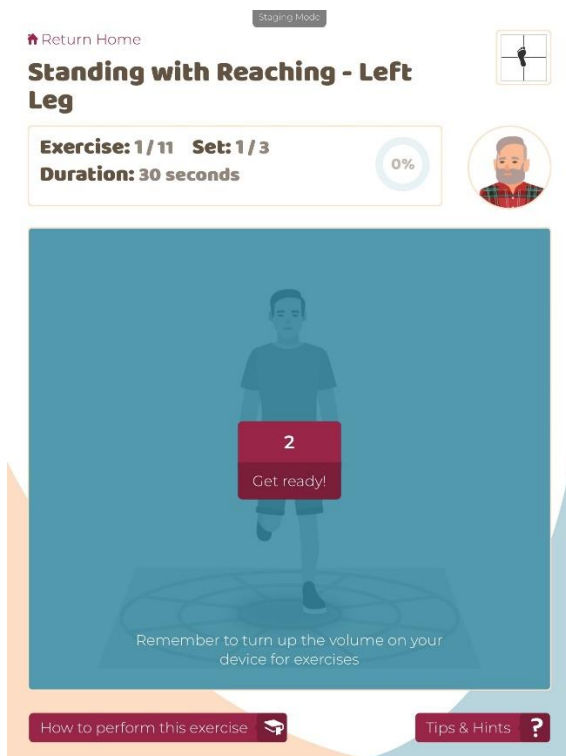 Staging Mode
Return Home
Standing with Reaching - Left
Leg
Exercise: 1/11 Set: 1/3
Duration: 30 seconds
0%
2
Get ready!
Remember to turn up the volume on your
device for exercises
How to perform this exercise
Tips & Hints ?